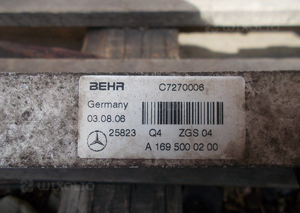 BEHR C7270006
Germany
03.08.06
25823 Q4 ZGS 04
A 169 500 02 00